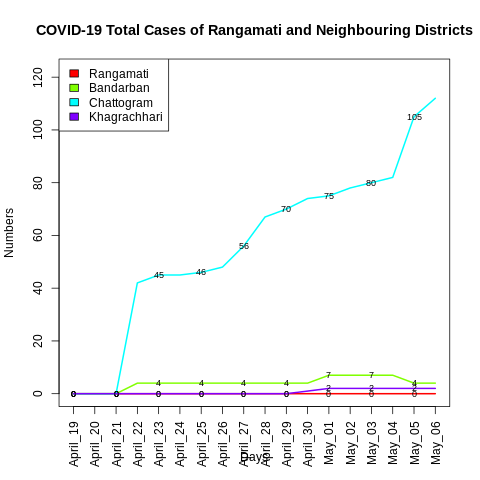 COVID-19 Total Cases of Rangamati and Neighbouring Districts
Rangamati
Bandarban
Chattogram
Khagrachhari
Numbers
120
100
80
60
40
20
0
105
80
75
70
56
46
45
7 7
4 4 4 4 4
2 2 2
0 0 0 0 0 0 0 0 0
April_19
April_20
April_21
April_22
April_23
April_24
April_25
April_26
April_27
April_28
April_29
April_30
May_01
May_02
May_03
May_04
May_05
May_06
Days